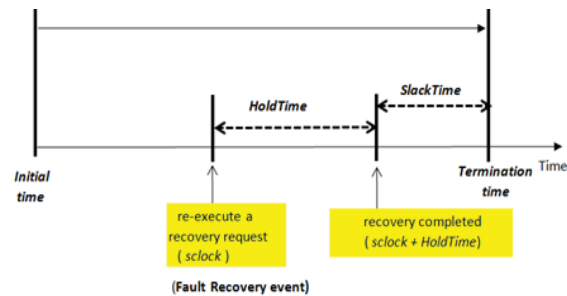 SlackTime
HoldTime
Initial
time
Termination
time
Time
re-execute a
recovery request
( sclock )
recovery completed
( sclock + HoldTime)
(Fault Recovery event)